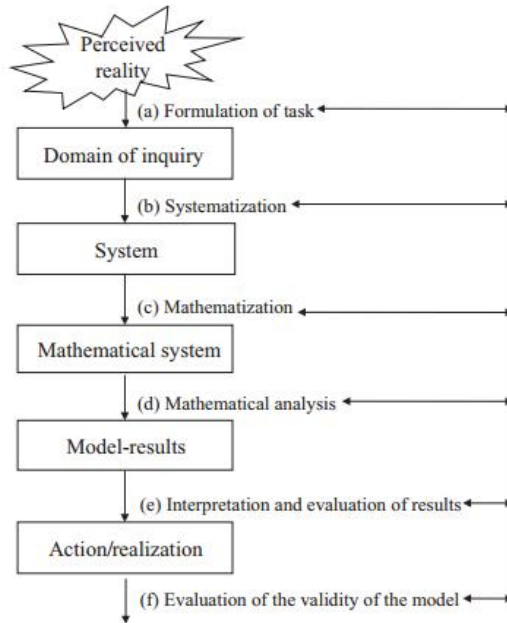 Perceived
reality
(a) Formulation of task
Domain of inquiry
(b) Systematization
System
(c) Mathematization
Mathematical system
(d) Mathematical analysis
Model-results
(e) Interpretation and evaluation of results
Action/realization
(f) Evaluation of the validity of the model